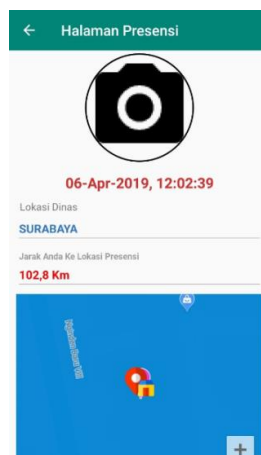 Halaman Presensi
06-Apr-2019, 12:02:39
Lokasi Dinas
SURABAYA
Jarak Anda Ke Lokasi Presensi
102,8 Km
+